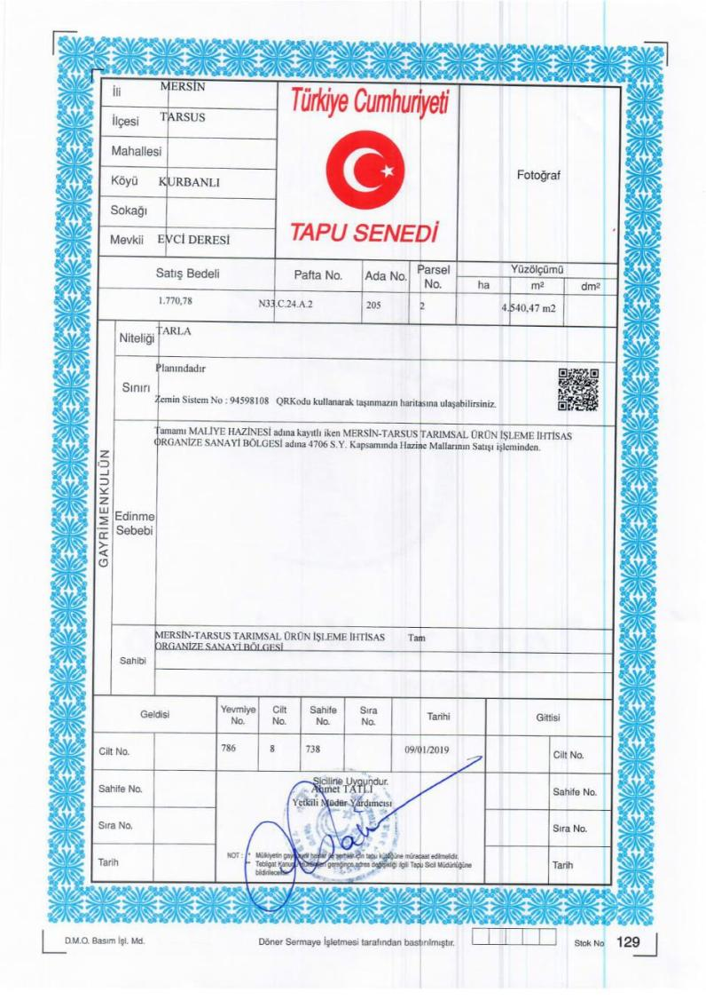 İli MERSİN
İlçesi TARSUS
Mahallesi
Köyü KURBANLI
Sokağı
Mevkii EVCİ DERESİ
Türkiye Cumhuriyeti
TAPU SENEDİ
Fotoğraf
Satış Bedeli Pafta No. Ada No. Parsel No. Yüzölçümü
ha m2 dm2
1.770,78 N33.C.24.A.2 205 2 4.540,47 m2
GAYRİMENKULÜN
Niteliği TARLA
Sınırı
Planındadır
Zemin Sistem No : 94598108 QRKodu kullanarak taşınmazın haritasına ulaşabilirsiniz.
Edinme Sebebi
Tamamı MALİYE HAZİNESİ adına kayıtlı iken MERSİN-TARSUS TARIMSAL ÜRÜN İŞLEME İHTİSAS
ORGANİZE SANAYİ BÖLGESİ adına 4706 S.Y. Kapsamında Hazine Mallarının Satışı işleminden.
Sahibi
MERSİN-TARSUS TARIMSAL ÜRÜN İŞLEME İHTİSAS Tam
ORGANİZE SANAYİ BÖLGESİ
Geldisi Yevmiye No. Cilt No. Sahife No. Sıra No. Tarihi Gittisi
Cilt No. 786 8 738 09/01/2019 Cilt No.
Siciline Uygundur.
Sahife No. Ahmet TATLI Sahife No.
Yetkili Müdür Yardımcısı
Sıra No. Sıra No.
NOT : * Mülkiyetin gayri için tapu kütüğüne müracaat edilmelidir.
Tarih ** Tebligat Kanunu gereğince adres değişikliği ilgili Tapu Sicil Müdürlüğüne Tarih
D.M.O. Basım İşl. Md. Döner Sermaye İşletmesi tarafından bastırılmıştır. Stok No 129